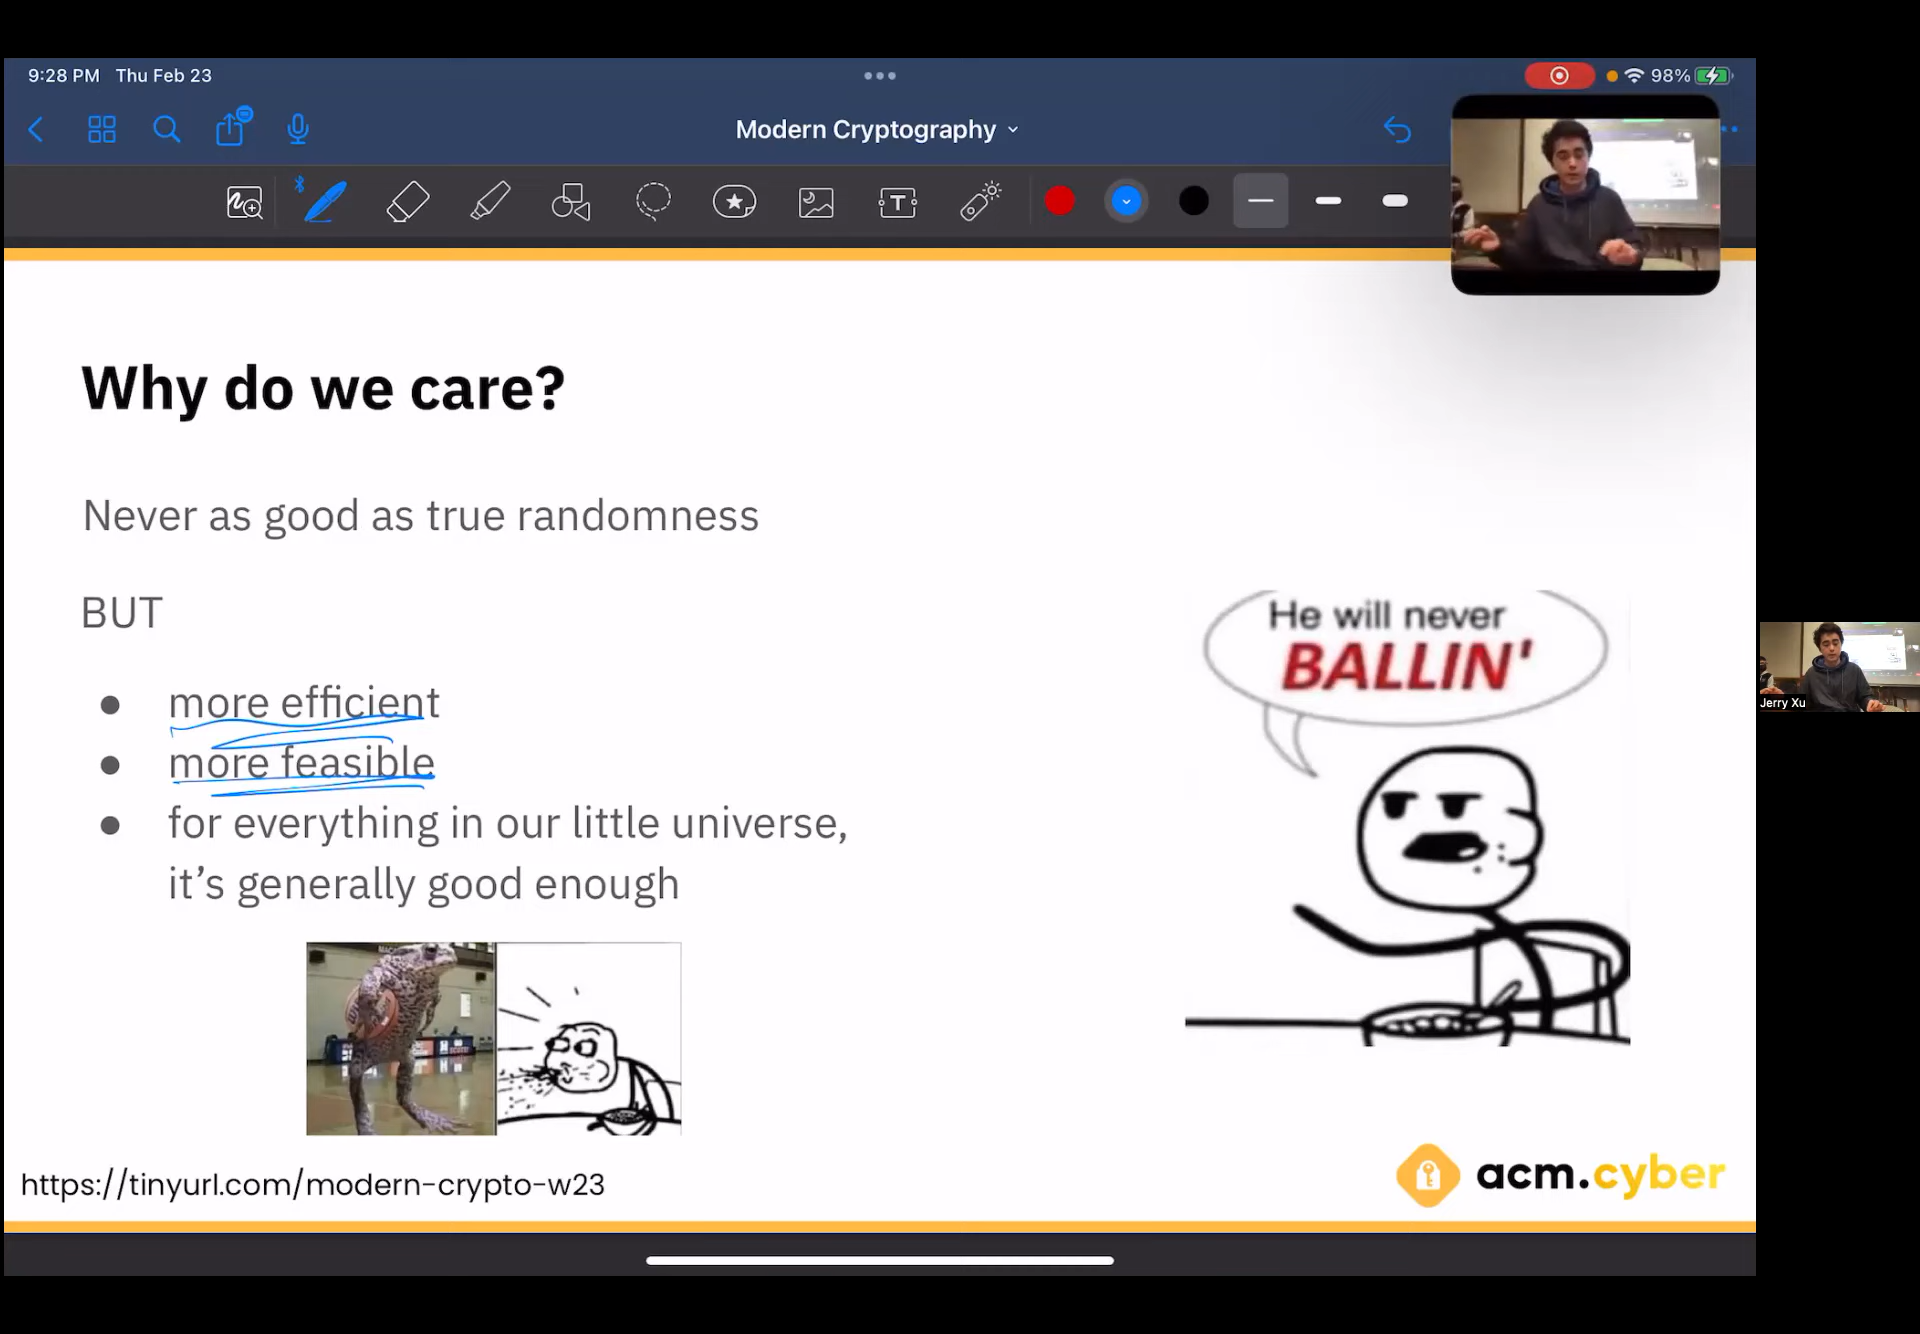 9:28 PM Thu Feb 23
98%
Modern Cryptography
T
Why do we care?
Never as good as true randomness
BUT
● more efficient
● more feasible
● for everything in our little universe,
it's generally good enough
He will never
BALLIN'
https://tinyurl.com/modern-crypto-w23
acm.cyber
Jerry Xu